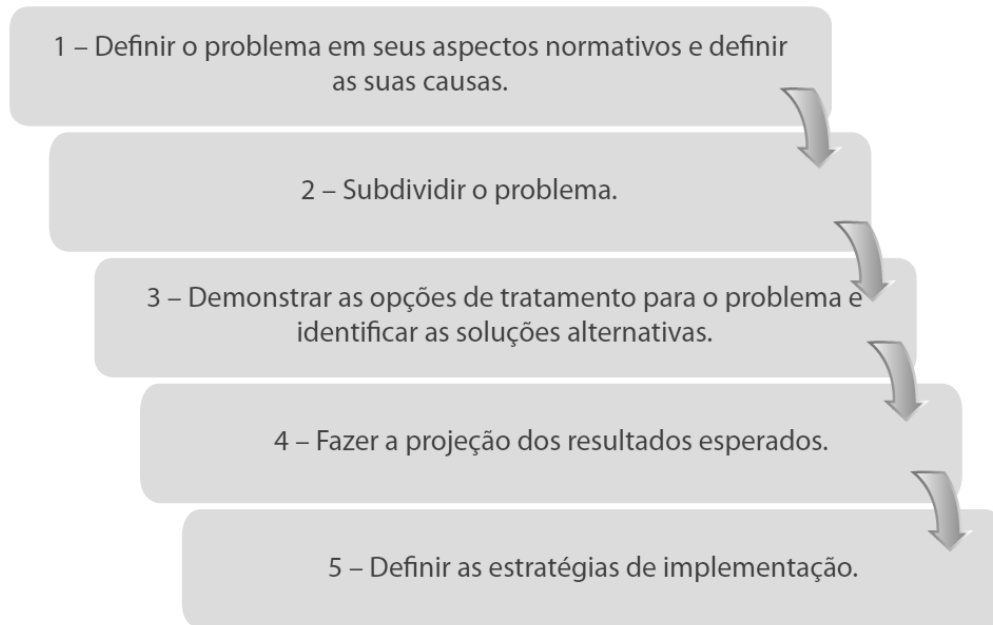 1 – Definir o problema em seus aspectos normativos e definir
as suas causas.
2 – Subdividir o problema.
3 – Demonstrar as opções de tratamento para o problema e
identificar as soluções alternativas.
4 – Fazer a projeção dos resultados esperados.
5 – Definir as estratégias de implementação.